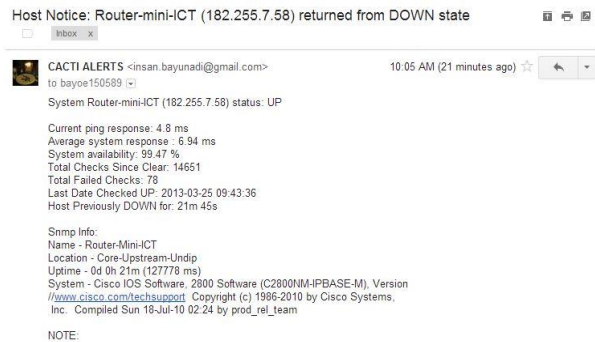 Host Notice: Router-mini-ICT (182.255.7.58) returned from DOWN state
Inbox x
CACTI ALERTS <insan.bayunadi@gmail.com>
10:05 AM (21 minutes ago)
to bayoe150589
System Router-mini-ICT (182.255.7.58) status: UP
Current ping response: 4.8 ms
Average system response : 6.94 ms
System availability: 99.47 %
Total Checks Since Clear: 14651
Total Failed Checks: 78
Last Date Checked UP: 2013-03-25 09:43:36
Host Previously DOWN for: 21m 45s
Snmp Info:
Name - Router-Mini-ICT
Location - Core-Upstream-Undip
Uptime - 0d 0h 21m (127778 ms)
System - Cisco IOS Software, 2800 Software (C2800NM-IPBASE-M), Version
//www.cisco.com/techsupport Copyright (c) 1986-2010 by Cisco Systems,
Inc. Compiled Sun 18-Jul-10 02:24 by prod_rel_team
NOTE: